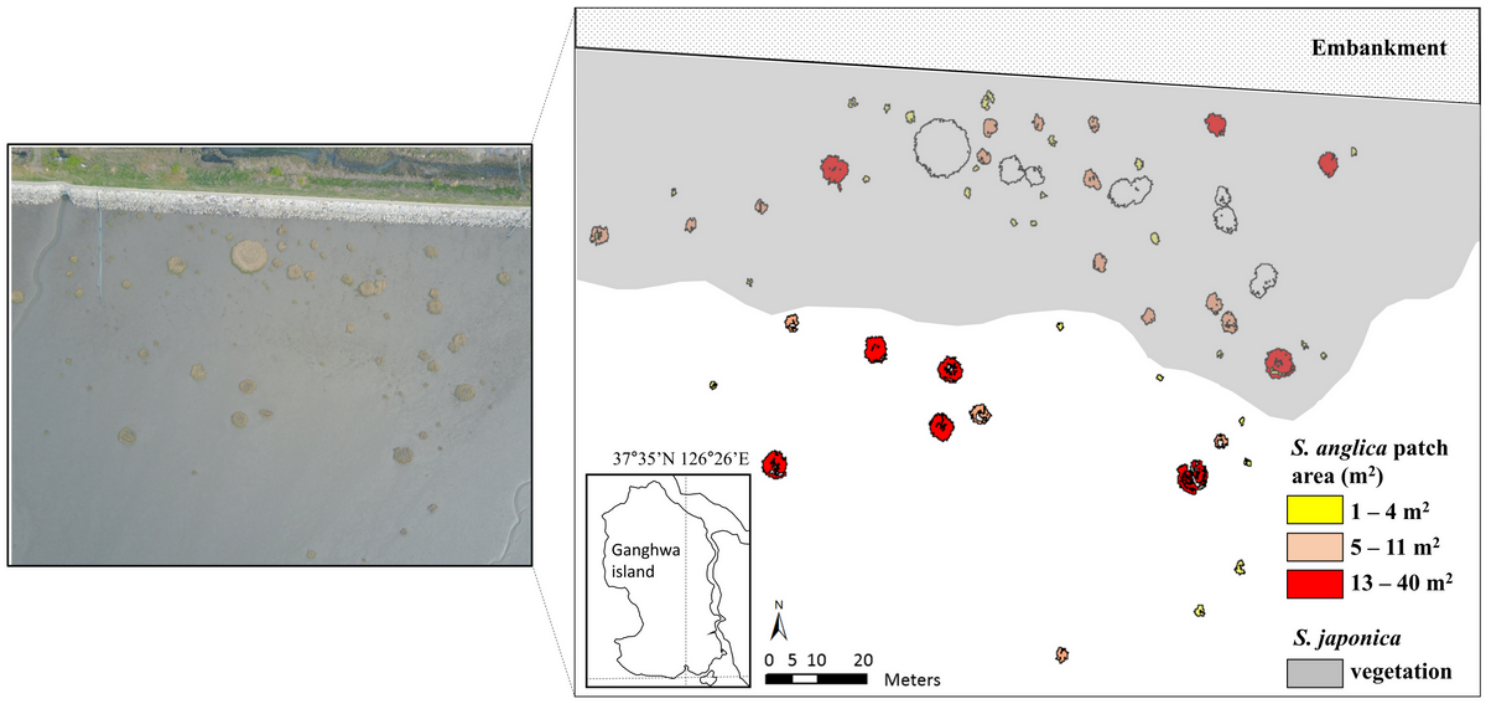 Embankment
37°35’N 126°26’E
Ganghwa
island
N
0 5 10 20
Meters
S. anglica patch
area (m²)
1 – 4 m²
5 – 11 m²
13 – 40 m²
S. japonica
vegetation